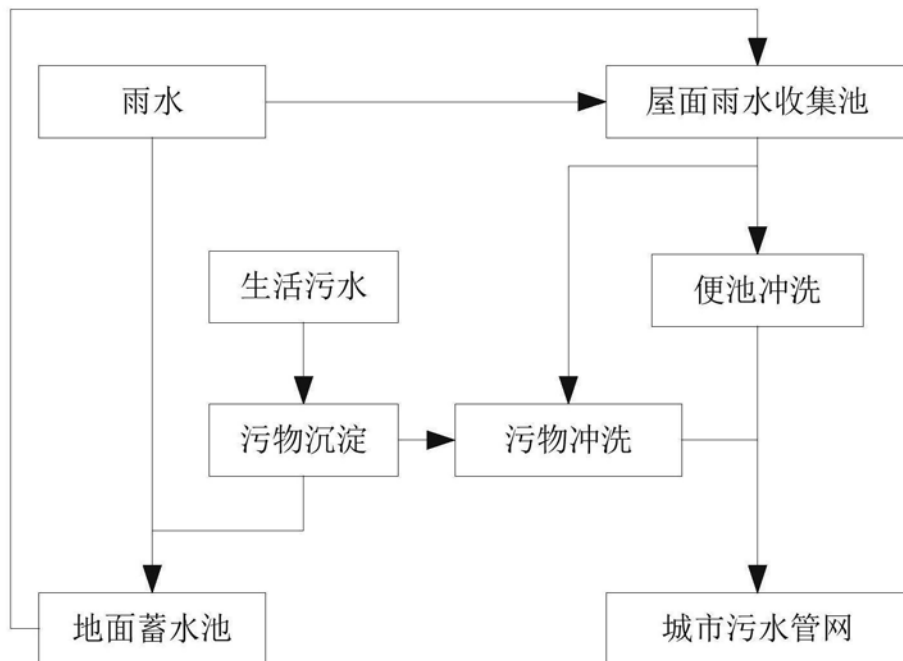 雨水
屋面雨水收集池
生活污水
便池冲洗
污物沉淀
污物冲洗
地面蓄水池
城市污水管网